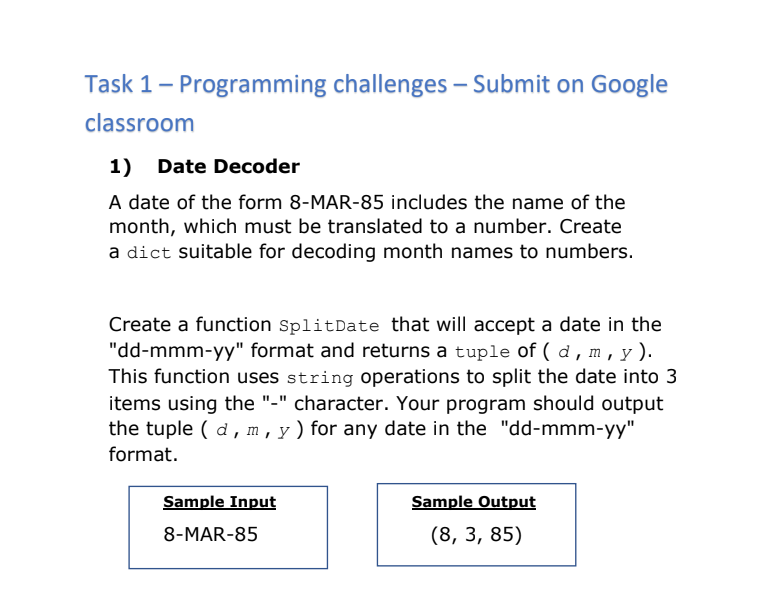 Task 1 – Programming challenges – Submit on Google
classroom
1) Date Decoder
A date of the form 8-MAR-85 includes the name of the
month, which must be translated to a number. Create
a dict suitable for decoding month names to numbers.
Create a function SplitDate that will accept a date in the
"dd-mmm-yy" format and returns a tuple of ( d , m , y ).
This function uses string operations to split the date into 3
items using the "-" character. Your program should output
the tuple ( d , m , y ) for any date in the "dd-mmm-yy"
format.
Sample Input
8-MAR-85
Sample Output
(8, 3, 85)